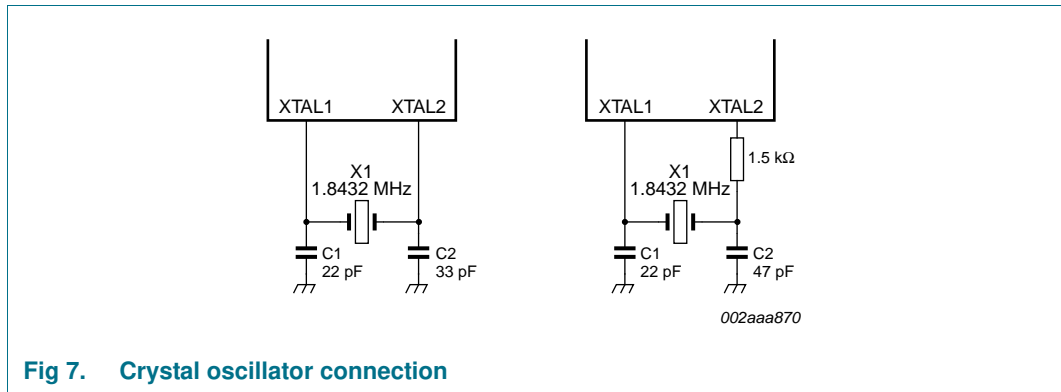 XTAL1 XTAL2
X1
1.8432 MHz
C1
22 pF
C2
33 pF
XTAL1 XTAL2
1.5 kΩ
X1
1.8432 MHz
C1
22 pF
C2
47 pF
002aaa870
Fig 7. Crystal oscillator connection